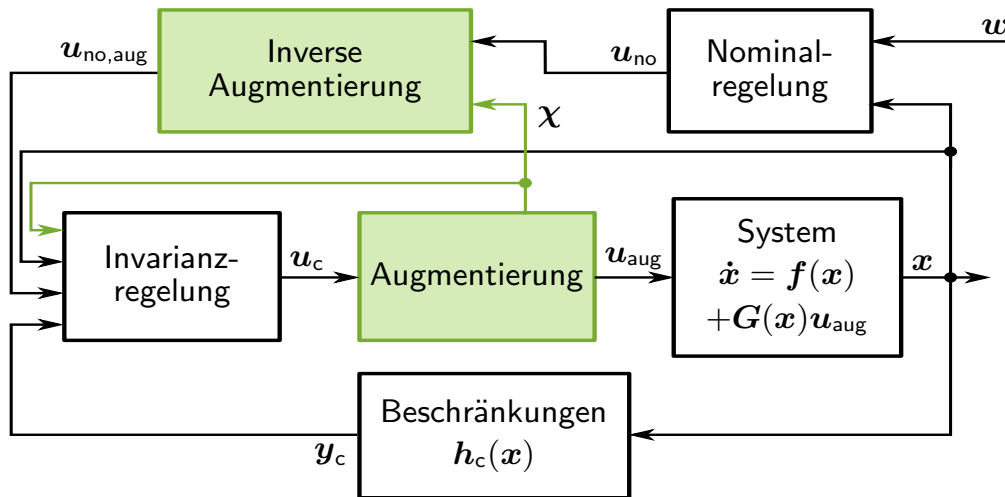 w
Nominal-
regelung
u_no
Inverse
Augmentierung
u_no,aug
χ
Invarianz-
regelung
u_c
Augmentierung
u_aug
System
ẋ = f(x)
+G(x)u_aug
x
Beschränkungen
h_c(x)
y_c